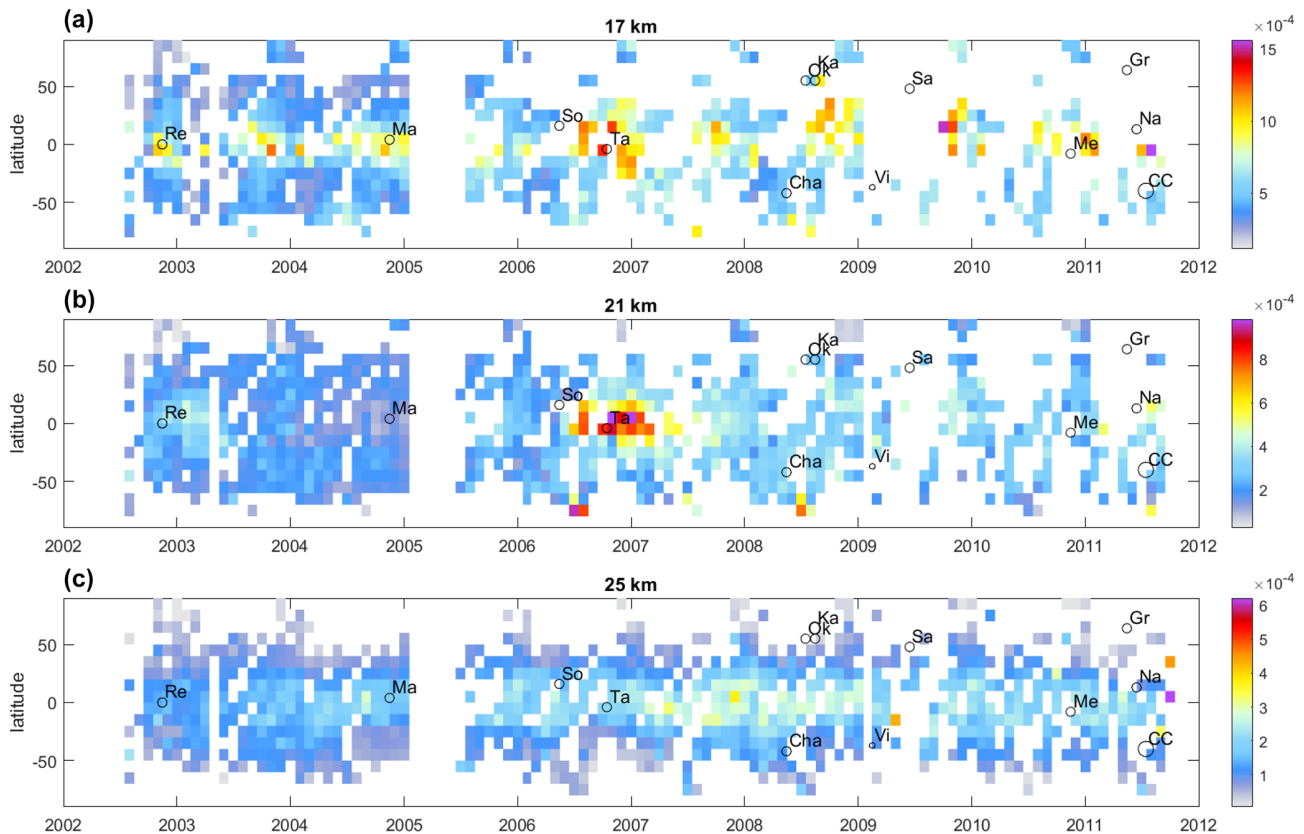 (a)
17 km
×10⁻⁴
latitude
50
0
-50
Re
Ma
So
Ta
Ka
Ok
Cha
Vi
Sa
Me
Gr
Na
CC
15
10
5
2002 2003 2004 2005 2006 2007 2008 2009 2010 2011 2012
(b)
21 km
×10⁻⁴
latitude
50
0
-50
Re
Ma
So
Ta
Ka
Ok
Cha
Vi
Sa
Me
Gr
Na
CC
8
6
4
2
2002 2003 2004 2005 2006 2007 2008 2009 2010 2011 2012
(c)
25 km
×10⁻⁴
latitude
50
0
-50
Re
Ma
So
Ta
Ka
Ok
Cha
Vi
Sa
Me
Gr
Na
CC
6
5
4
3
2
1
2002 2003 2004 2005 2006 2007 2008 2009 2010 2011 2012